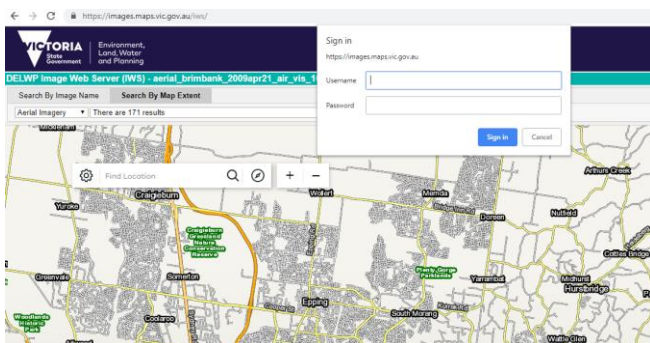 https://images.maps.vic.gov.au/iws/
VICTORIA
State
Government
Environment,
Land, Water
and Planning
Sign in
https://images.maps.vic.gov.au
Username
Password
Sign in
Cancel
DELWP Image Web Server (IWS) - aerial_brimbank_2009apr21_air_vis_1
Search By Image Name
Search By Map Extent
Aerial Imagery
There are 171 results
Find Location
Craigieburn
Wollert
Mernda
Arthurs Creek
Yuroke
Doreen
Nutfield
Craigieburn
Grassland
Nature
Conservation
Reserve
Cottles Bridge
Greenvale
Somerton
Plenty Gorge
Parklands
Yarrambat
Midhurst
Hurstbridge
Epping
South Morang
Woodlands
Historic
Park
Coolaroo
Wattle Glen